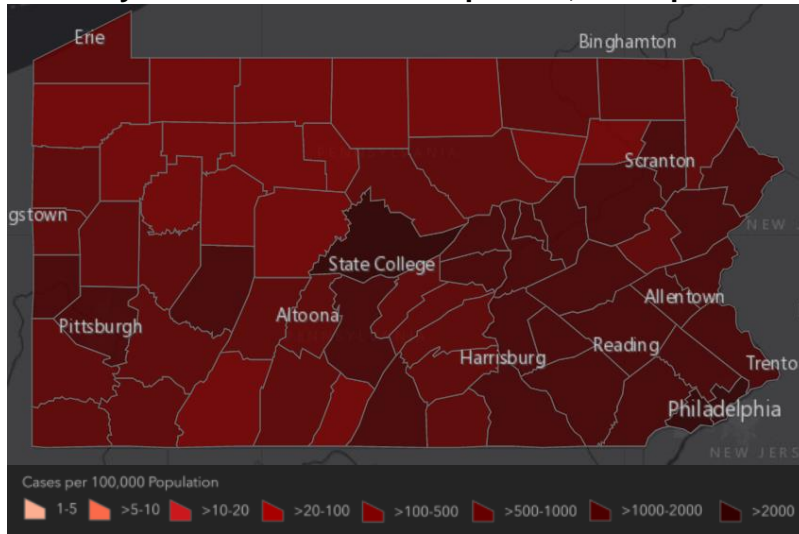 Erie
Binghamton
Scranton
gstown
NEW J
State College
Allentown
Pittsburgh
Altoona
Harrisburg
Reading
Trento
Philadelphia
NEW JERS
Cases per 100,000 Population
1-5 >5-10 >10-20 >20-100 >100-500 >500-1000 >1000-2000 >2000